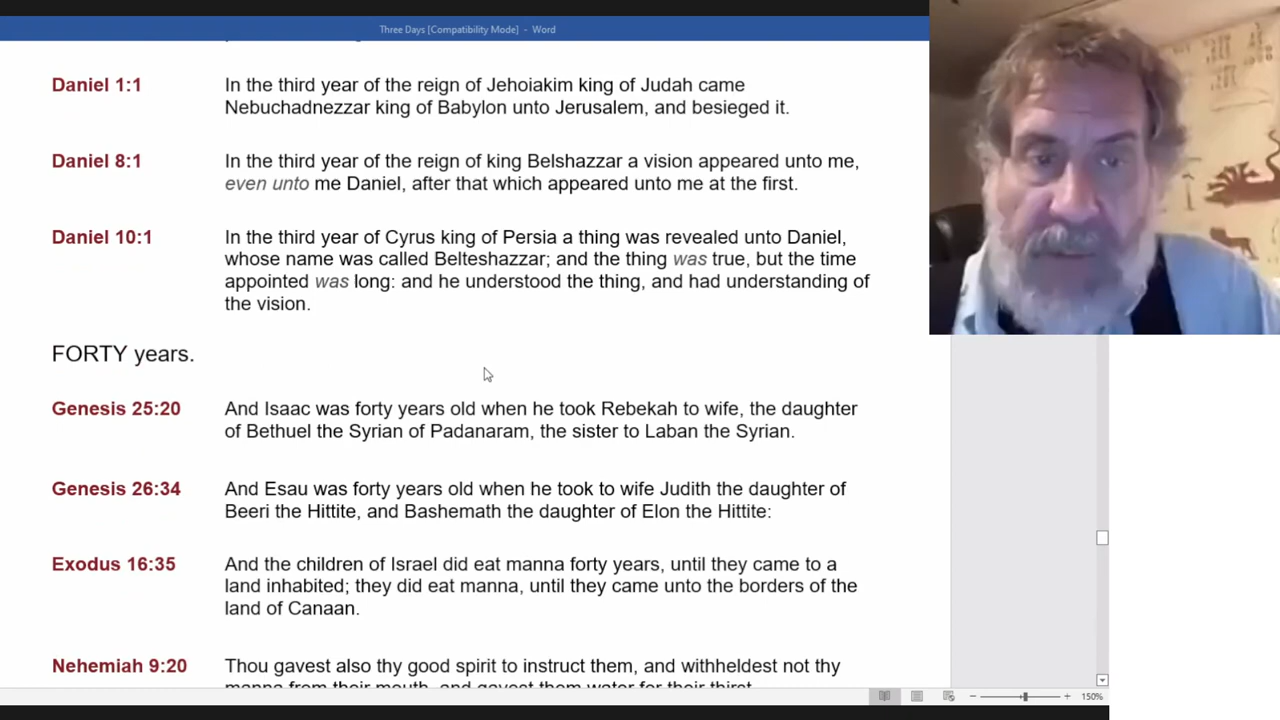 Three Days [Compatibility Mode] - Word
Daniel 1:1 In the third year of the reign of Jehoiakim king of Judah came
Nebuchadnezzar king of Babylon unto Jerusalem, and besieged it.
Daniel 8:1 In the third year of the reign of king Belshazzar a vision appeared unto me,
even unto me Daniel, after that which appeared unto me at the first.
Daniel 10:1 In the third year of Cyrus king of Persia a thing was revealed unto Daniel,
whose name was called Belteshazzar; and the thing was true, but the time
appointed was long: and he understood the thing, and had understanding of
the vision.
FORTY years.
Genesis 25:20 And Isaac was forty years old when he took Rebekah to wife, the daughter
of Bethuel the Syrian of Padanaram, the sister to Laban the Syrian.
Genesis 26:34 And Esau was forty years old when he took to wife Judith the daughter of
Beeri the Hittite, and Bashemath the daughter of Elon the Hittite:
Exodus 16:35 And the children of Israel did eat manna forty years, until they came to a
land inhabited; they did eat manna, until they came unto the borders of the
land of Canaan.
Nehemiah 9:20 Thou gavest also thy good spirit to instruct them, and withheldest not thy
manna from their mouth, and gavest them water for their thirst.
150%